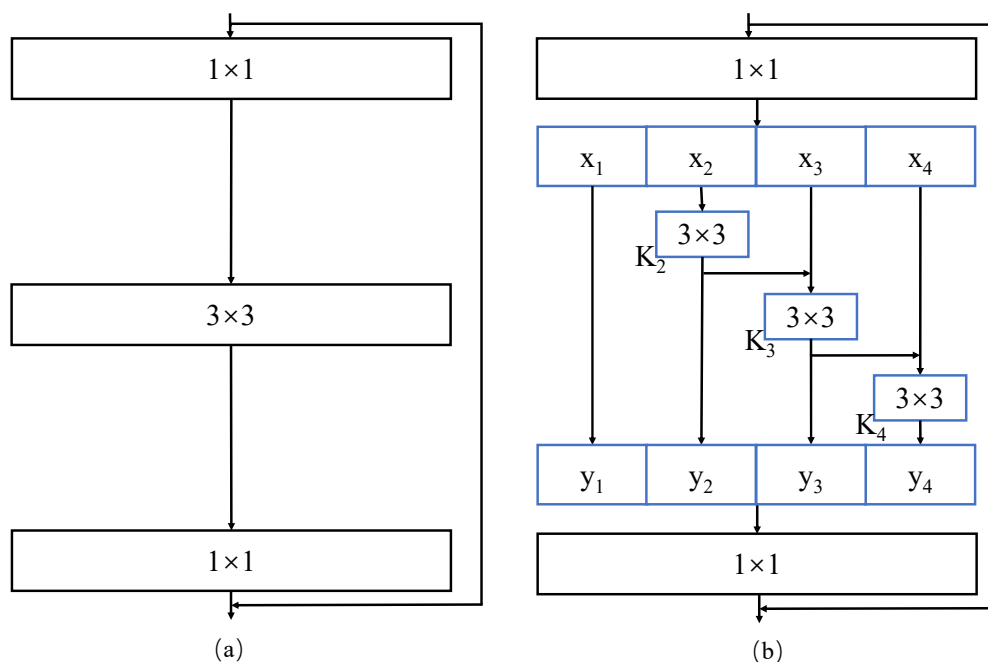 1×1
3×3
1×1
(a)
1×1
x₁ x₂ x₃ x₄
3×3
K₂
3×3
K₃
3×3
K₄
y₁ y₂ y₃ y₄
1×1
(b)